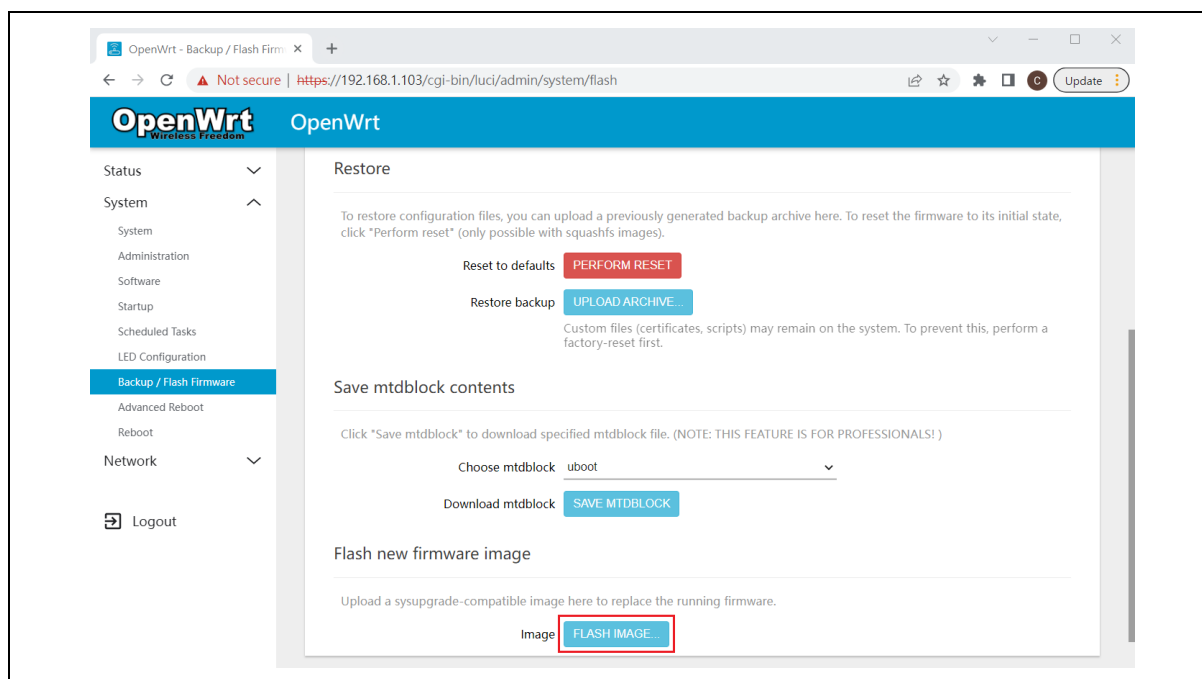 OpenWrt - Backup / Flash Firm
Not secure | https://192.168.1.103/cgi-bin/luci/admin/system/flash
C
Update
OpenWrt
Wireless Freedom
OpenWrt
Status
System
System
Administration
Software
Startup
Scheduled Tasks
LED Configuration
Backup / Flash Firmware
Advanced Reboot
Reboot
Network
Logout
Restore
To restore configuration files, you can upload a previously generated backup archive here. To reset the firmware to its initial state,
click "Perform reset" (only possible with squashfs images).
Reset to defaults PERFORM RESET
Restore backup UPLOAD ARCHIVE...
Custom files (certificates, scripts) may remain on the system. To prevent this, perform a
factory-reset first.
Save mtdblock contents
Click "Save mtdblock" to download specified mtdblock file. (NOTE: THIS FEATURE IS FOR PROFESSIONALS! )
Choose mtdblock uboot
Download mtdblock SAVE MTDBLOCK
Flash new firmware image
Upload a sysupgrade-compatible image here to replace the running firmware.
Image FLASH IMAGE...